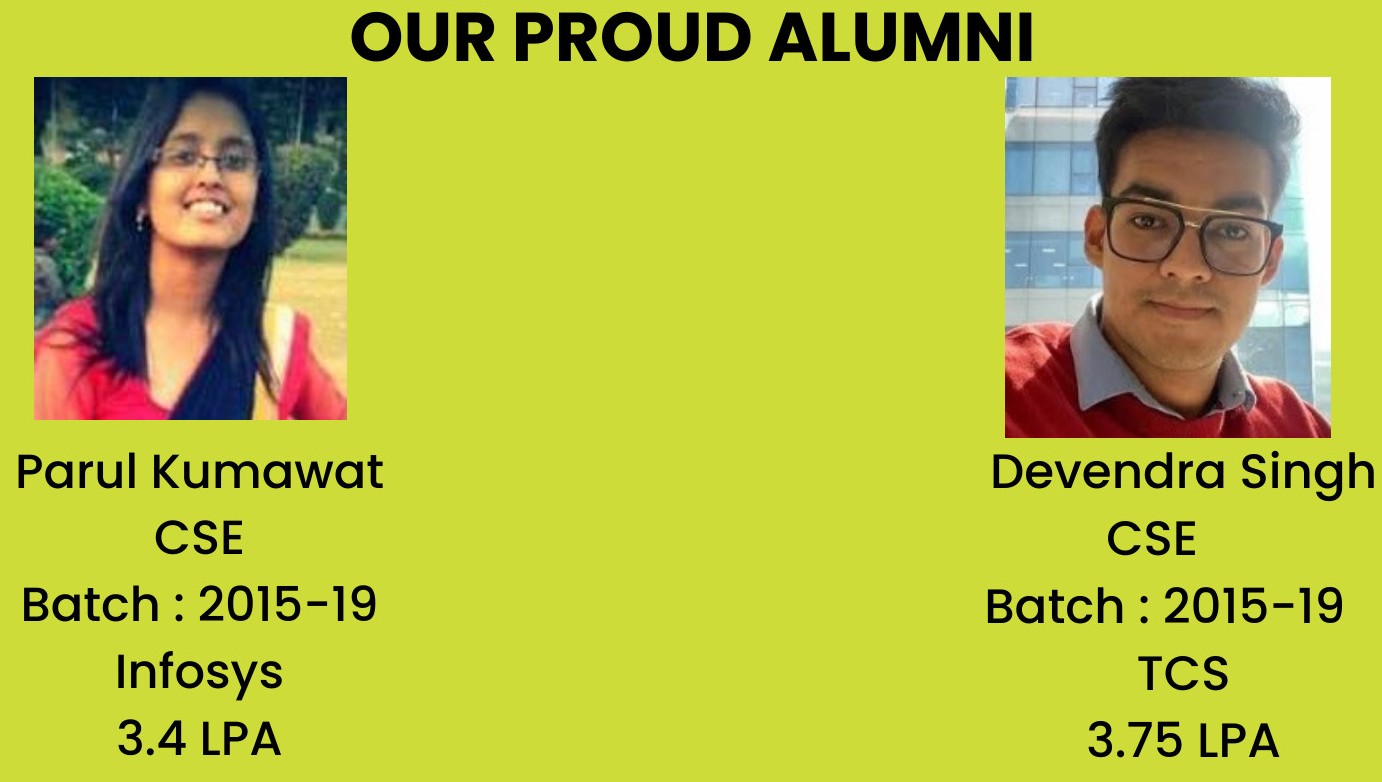 OUR PROUD ALUMNI
Parul Kumawat
CSE
Batch : 2015-19
Infosys
3.4 LPA
Devendra Singh
CSE
Batch : 2015-19
TCS
3.75 LPA